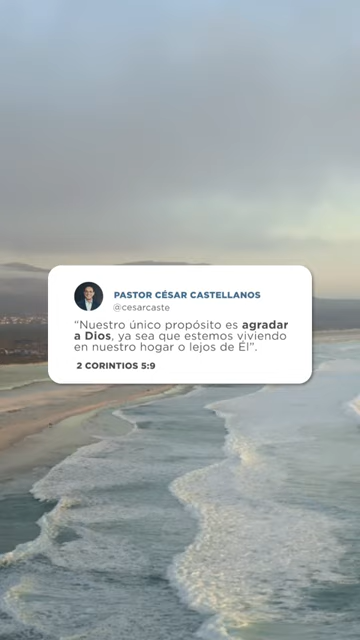 PASTOR CÉSAR CASTELLANOS
@cesarcaste
“Nuestro único propósito es agradar
a Dios, ya sea que estemos viviendo
en nuestro hogar o lejos de Él”.
2 CORINTIOS 5:9